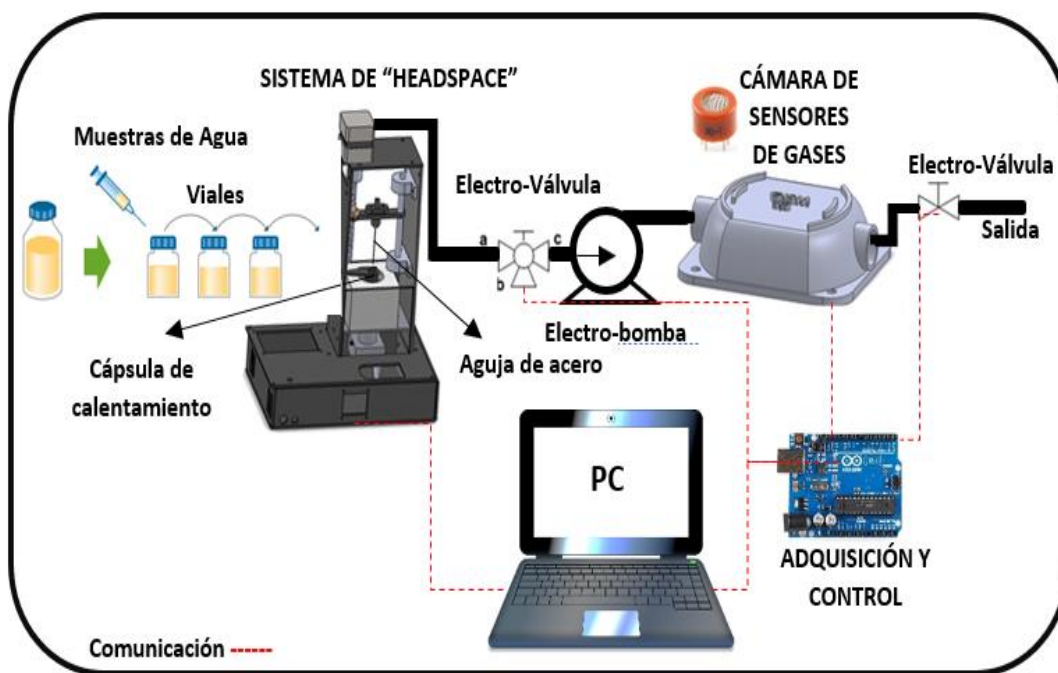 SISTEMA DE “HEADSPACE”
CÁMARA DE
SENSORES
DE GASES
Muestras de Agua
Viales
Electro-Válvula
Electro-Válvula
Salida
a
c
b
Electro-bomba
Aguja de acero
Cápsula de
calentamiento
PC
ADQUISICIÓN Y
CONTROL
Comunicación ------